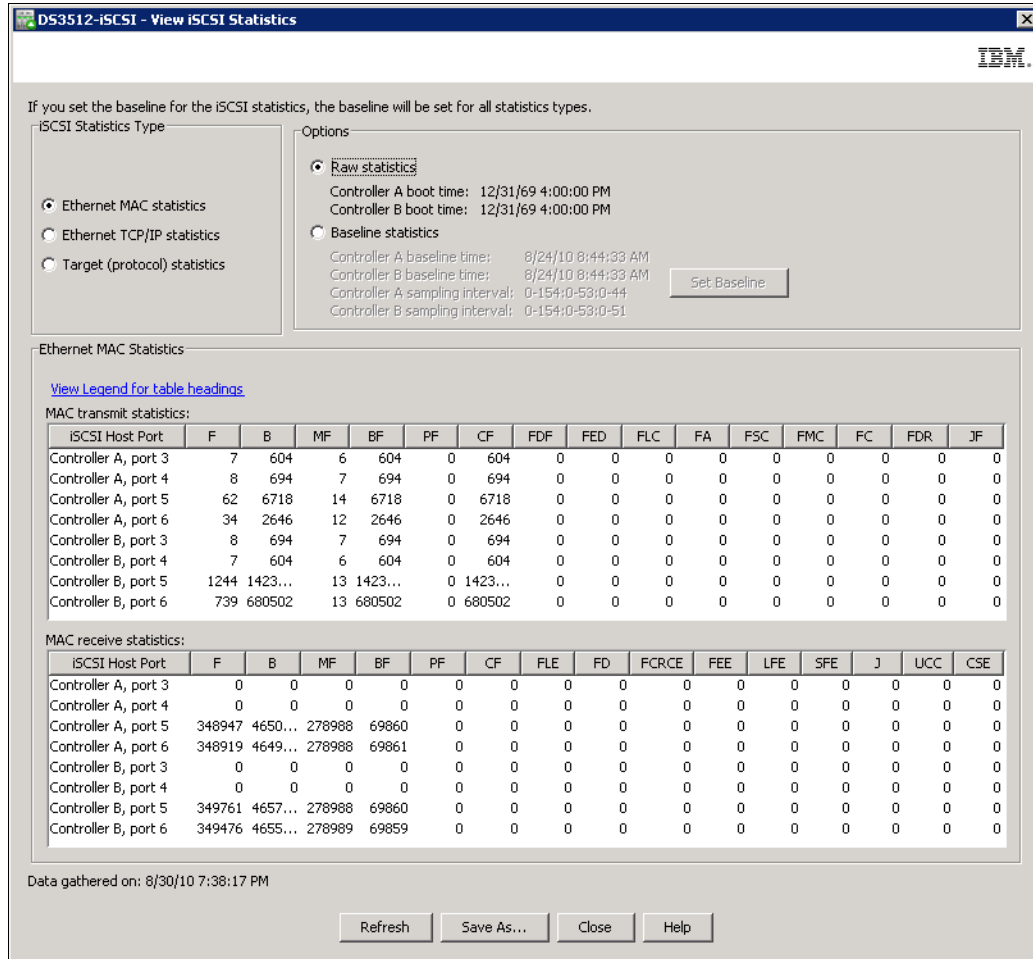 DS3512-iSCSI - View iSCSI Statistics
IBM.
If you set the baseline for the iSCSI statistics, the baseline will be set for all statistics types.
iSCSI Statistics Type
Ethernet MAC statistics
Ethernet TCP/IP statistics
Target (protocol) statistics
Options
Raw statistics
Controller A boot time: 12/31/69 4:00:00 PM
Controller B boot time: 12/31/69 4:00:00 PM
Baseline statistics
Controller A baseline time: 8/24/10 8:44:33 AM
Controller B baseline time: 8/24/10 8:44:33 AM
Controller A sampling interval: 0-154:0-53:0-44
Controller B sampling interval: 0-154:0-53:0-51
Set Baseline
Ethernet MAC Statistics
View Legend for table headings
MAC transmit statistics:
iSCSI Host Port F B MF BF PF CF FDF FED FLC FA FSC FMC FC FDR JF
Controller A, port 3 7 604 6 604 0 604 0 0 0 0 0 0 0 0 0
Controller A, port 4 8 694 7 694 0 694 0 0 0 0 0 0 0 0 0
Controller A, port 5 62 6718 14 6718 0 6718 0 0 0 0 0 0 0 0 0
Controller A, port 6 34 2646 12 2646 0 2646 0 0 0 0 0 0 0 0 0
Controller B, port 3 8 694 7 694 0 694 0 0 0 0 0 0 0 0 0
Controller B, port 4 7 604 6 604 0 604 0 0 0 0 0 0 0 0 0
Controller B, port 5 1244 1423... 13 1423... 0 1423... 0 0 0 0 0 0 0 0 0
Controller B, port 6 739 680502 13 680502 0 680502 0 0 0 0 0 0 0 0 0
MAC receive statistics:
iSCSI Host Port F B MF BF PF CF FLE FD FCRCE FEE LFE SFE J UCC CSE
Controller A, port 3 0 0 0 0 0 0 0 0 0 0 0 0 0 0 0
Controller A, port 4 0 0 0 0 0 0 0 0 0 0 0 0 0 0 0
Controller A, port 5 348947 4650... 278988 69860 0 0 0 0 0 0 0 0 0 0 0
Controller A, port 6 348919 4649... 278988 69861 0 0 0 0 0 0 0 0 0 0 0
Controller B, port 3 0 0 0 0 0 0 0 0 0 0 0 0 0 0 0
Controller B, port 4 0 0 0 0 0 0 0 0 0 0 0 0 0 0 0
Controller B, port 5 349761 4657... 278988 69860 0 0 0 0 0 0 0 0 0 0 0
Controller B, port 6 349476 4655... 278989 69859 0 0 0 0 0 0 0 0 0 0 0
Data gathered on: 8/30/10 7:38:17 PM
Refresh
Save As...
Close
Help